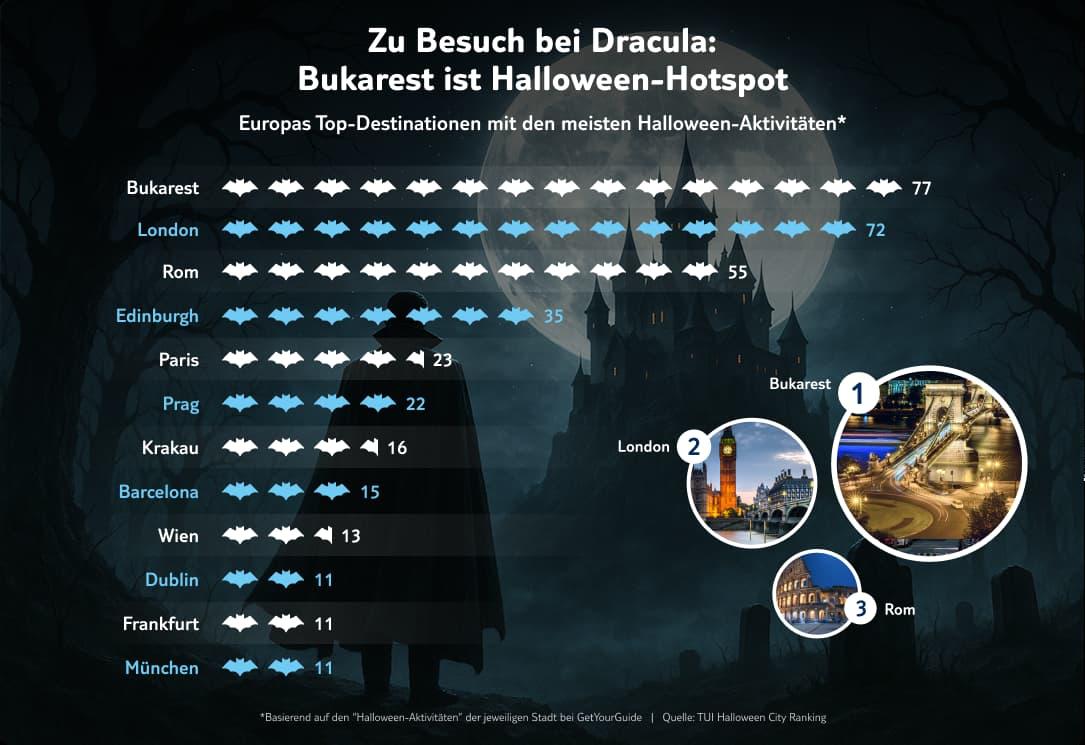 Zu Besuch bei Dracula:
Bukarest ist Halloween-Hotspot
Europas Top-Destinationen mit den meisten Halloween-Aktivitäten*
Bukarest 77
London 72
Rom 55
Edinburgh 35
Paris 23
Prag 22
Krakau 16
Barcelona 15
Wien 13
Dublin 11
Frankfurt 11
München 11
Bukarest 1
London 2
3 Rom
*Basierend auf den "Halloween-Aktivitäten" der jeweiligen Stadt bei GetYourGuide | Quelle: TUI Halloween City Ranking